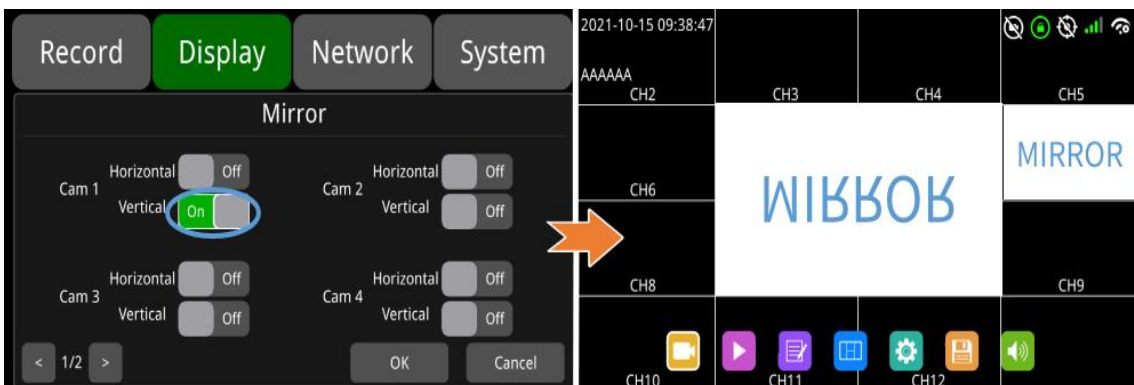 Record Display Network System
Mirror
Cam 1 Horizontal Off Cam 2 Horizontal Off
Vertical On Vertical Off
Cam 3 Horizontal Off Cam 4 Horizontal Off
Vertical Off Vertical Off
< 1/2 > OK Cancel
2021-10-15 09:38:47
AAAAAA
CH2 CH3 CH4 CH5
MIRROR
CH6
MIRROR
CH8 CH9
CH10 CH11 CH12